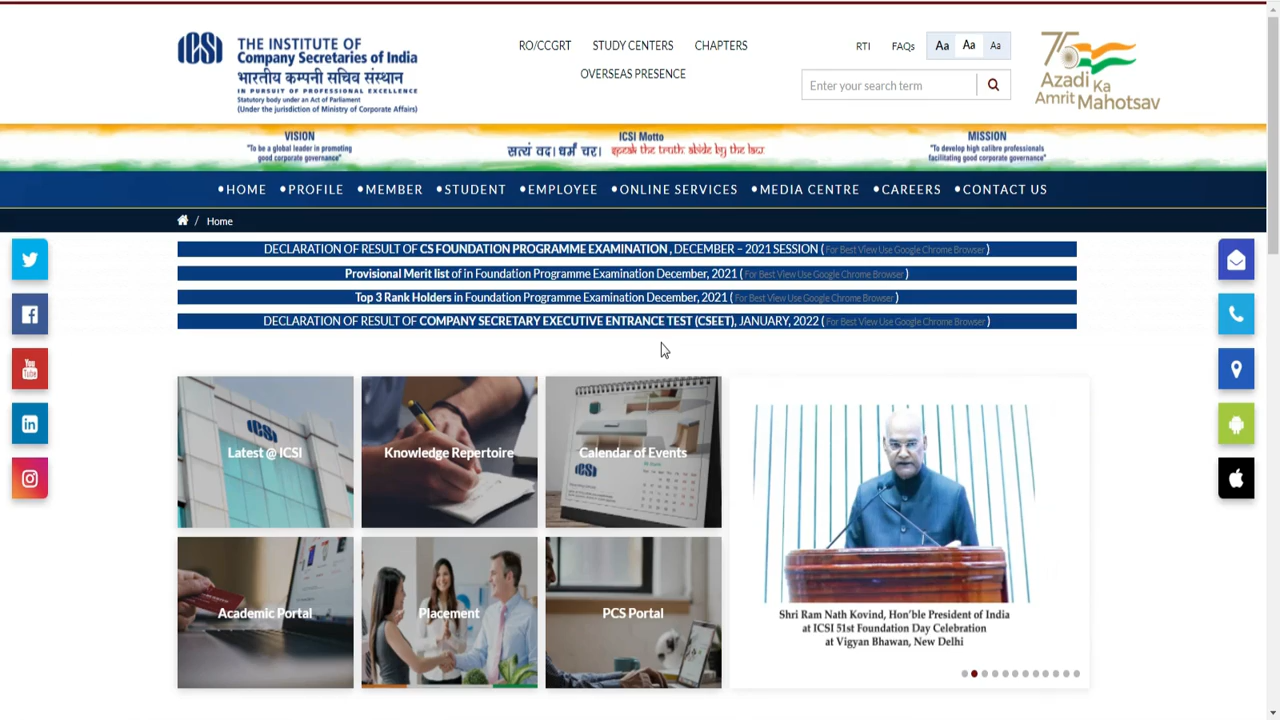 ICSI
THE INSTITUTE OF
Company Secretaries of India
भारतीय कम्पनी सचिव संस्थान
IN PURSUIT OF PROFESSIONAL EXCELLENCE
Statutory body under an Act of Parliament
(Under the jurisdiction of Ministry of Corporate Affairs)
RO/CCGRT STUDY CENTERS CHAPTERS
OVERSEAS PRESENCE
RTI FAQs Aa Aa Aa
Enter your search term
75
Azadi Ka
Amrit Mahotsav
VISION
"To be a global leader in promoting
good corporate governance"
ICSI Motto
सत्यं वद। धर्मं चर। speak the truth. abide by the law.
MISSION
"To develop high calibre professionals
facilitating good corporate governance"
HOME PROFILE MEMBER STUDENT EMPLOYEE ONLINE SERVICES MEDIA CENTRE CAREERS CONTACT US
/ Home
DECLARATION OF RESULT OF CS FOUNDATION PROGRAMME EXAMINATION , DECEMBER – 2021 SESSION ( For Best View Use Google Chrome Browser )
Provisional Merit list of in Foundation Programme Examination December, 2021 ( For Best View Use Google Chrome Browser )
Top 3 Rank Holders in Foundation Programme Examination December, 2021 ( For Best View Use Google Chrome Browser )
DECLARATION OF RESULT OF COMPANY SECRETARY EXECUTIVE ENTRANCE TEST (CSEET), JANUARY, 2022 ( For Best View Use Google Chrome Browser )
You
Tube
in
ICSI
Latest @ ICSI
Knowledge Repertoire
Calendar of Events
ICSI
Academic Portal
Placement
PCS Portal
Shri Ram Nath Kovind, Hon'ble President of India
at ICSI 51st Foundation Day Celebration
at Vigyan Bhawan, New Delhi